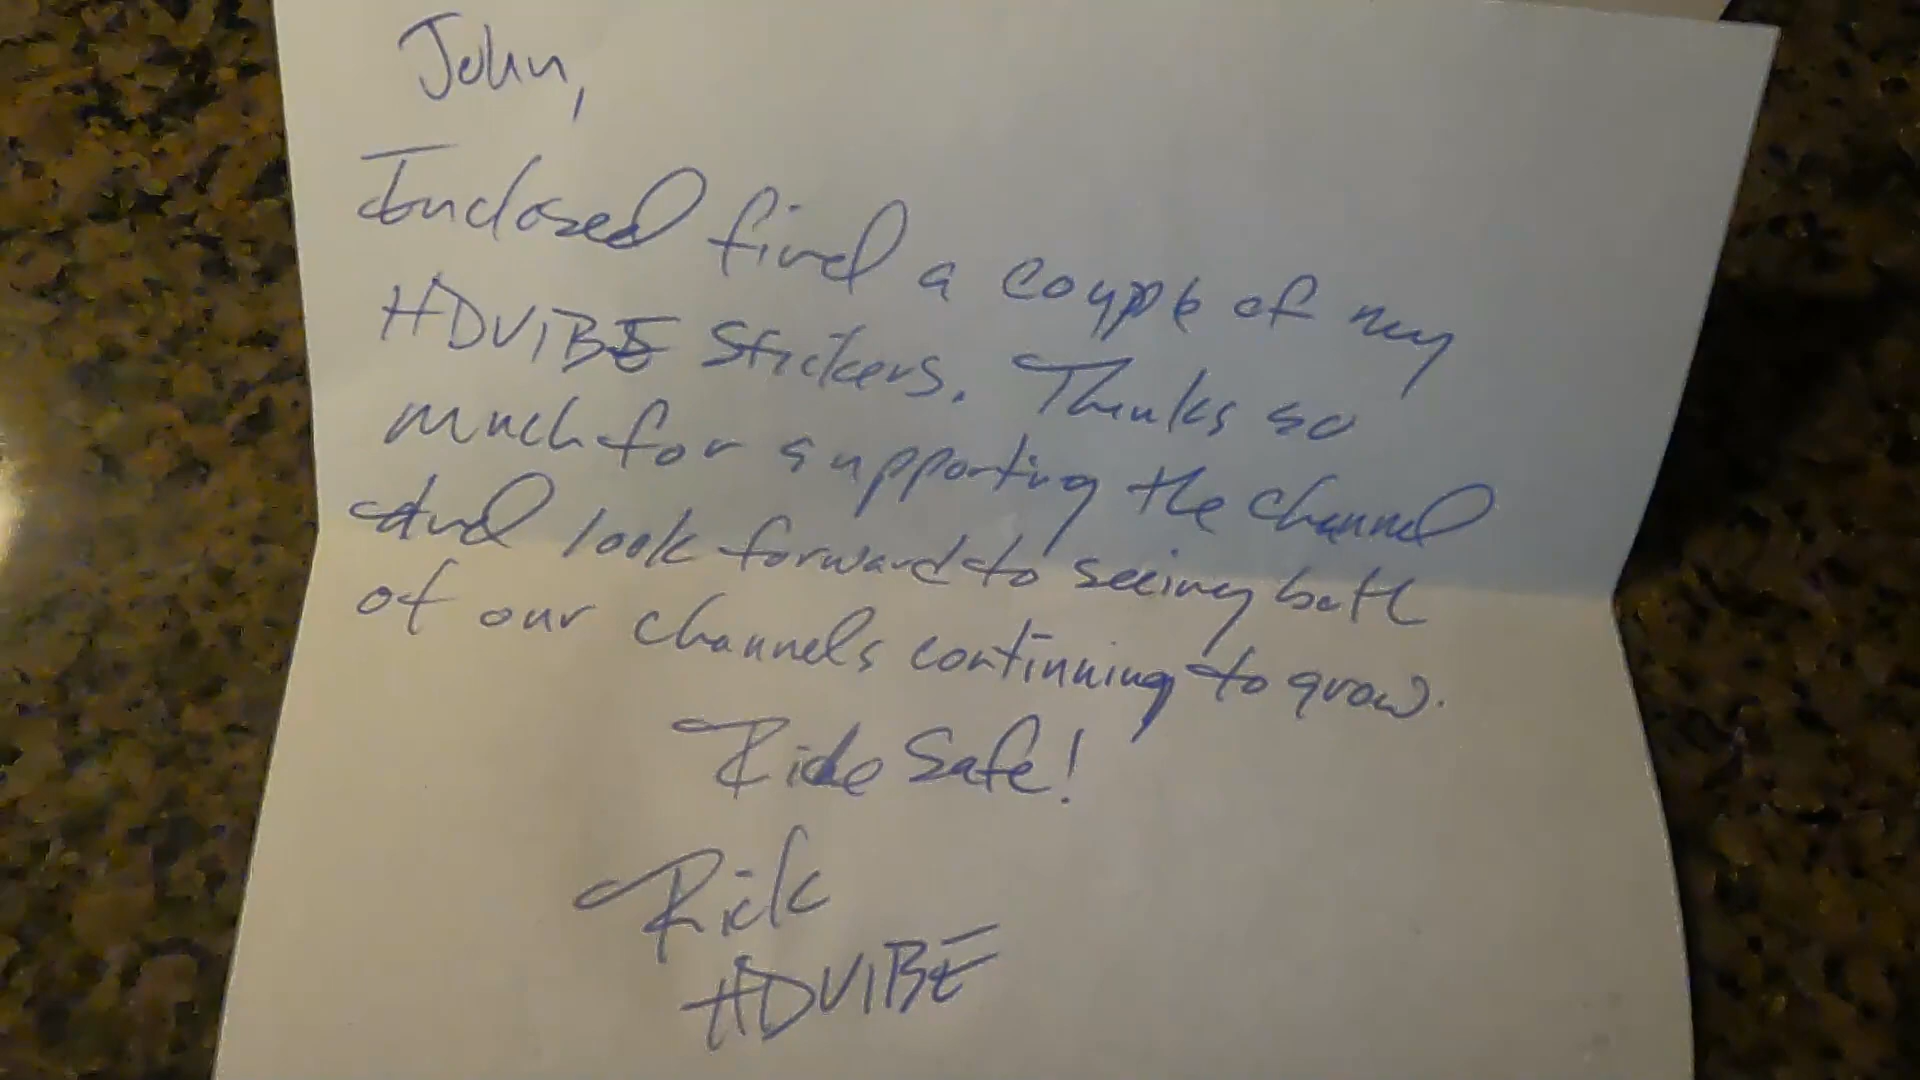 John,
Enclosed find a couple of my
HDVIBE Stickers. Thanks so
much for supporting the channel
And look forward to seeing both
of our channels continuing to grow.
Ride Safe!
Rick
HDVIBE